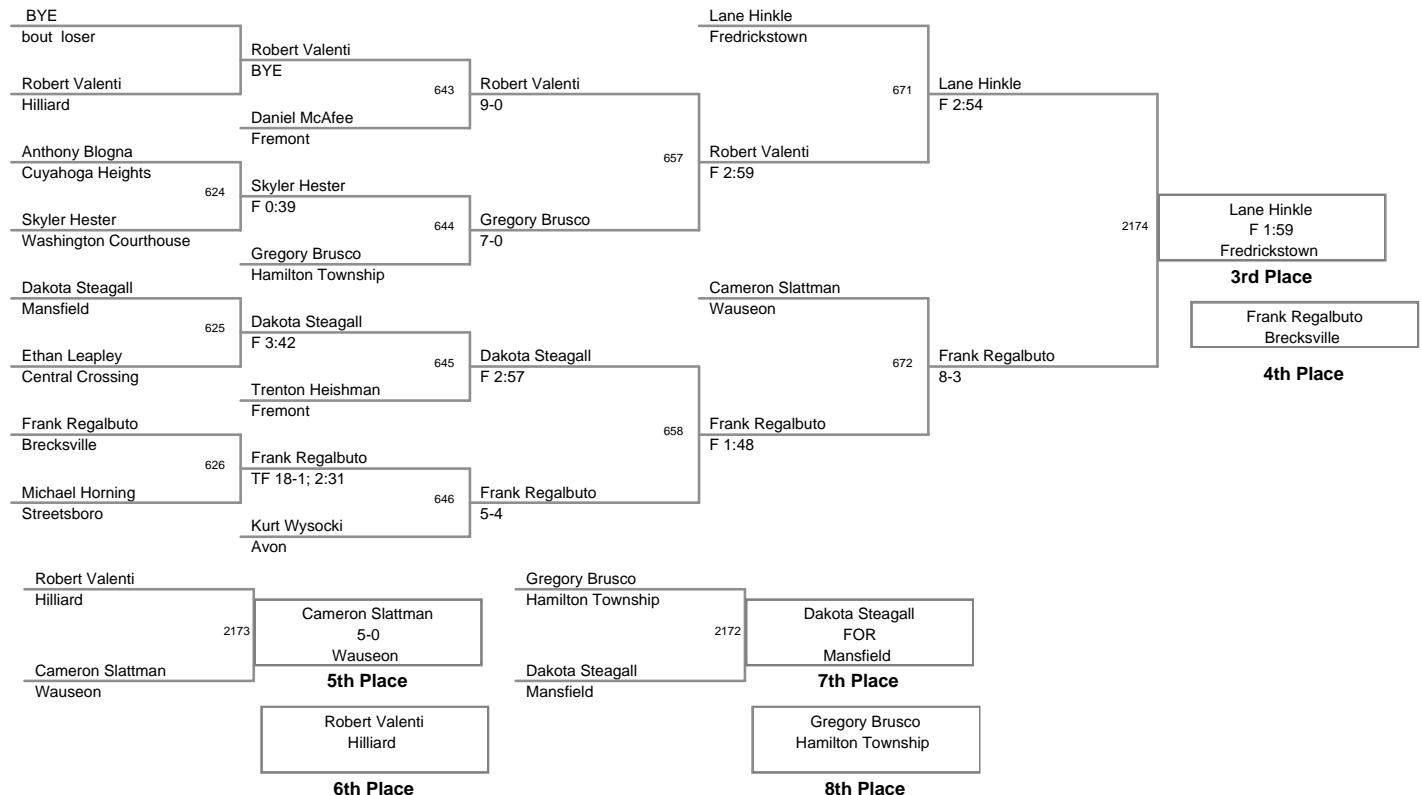 BYE
bout loser
Robert Valenti
Hilliard
Anthony Blogna
Cuyahoga Heights
624
Skyler Hester
Washington Courthouse
Dakota Steagall
Mansfield
625
Ethan Leapley
Central Crossing
Frank Regalbuto
Brecksville
626
Michael Horning
Streetsboro
Robert Valenti
BYE
643
Daniel McAfee
Fremont
Skyler Hester
F 0:39
644
Gregory Brusco
Hamilton Township
Dakota Steagall
F 3:42
645
Trenton Heishman
Fremont
Frank Regalbuto
TF 18-1; 2:31
646
Kurt Wysocki
Avon
Robert Valenti
9-0
657
Gregory Brusco
7-0
Dakota Steagall
F 2:57
658
Frank Regalbuto
5-4
Lane Hinkle
Fredrickstown
671
Robert Valenti
F 2:59
Cameron Slattman
Wauseon
672
Frank Regalbuto
F 1:48
Lane Hinkle
F 2:54
2174
Frank Regalbuto
8-3
Lane Hinkle
F 1:59
Fredrickstown
3rd Place
Frank Regalbuto
Brecksville
4th Place
Robert Valenti
Hilliard
2173
Cameron Slattman
Wauseon
Cameron Slattman
5-0
Wauseon
5th Place
Robert Valenti
Hilliard
6th Place
Gregory Brusco
Hamilton Township
2172
Dakota Steagall
Mansfield
Dakota Steagall
FOR
Mansfield
7th Place
Gregory Brusco
Hamilton Township
8th Place